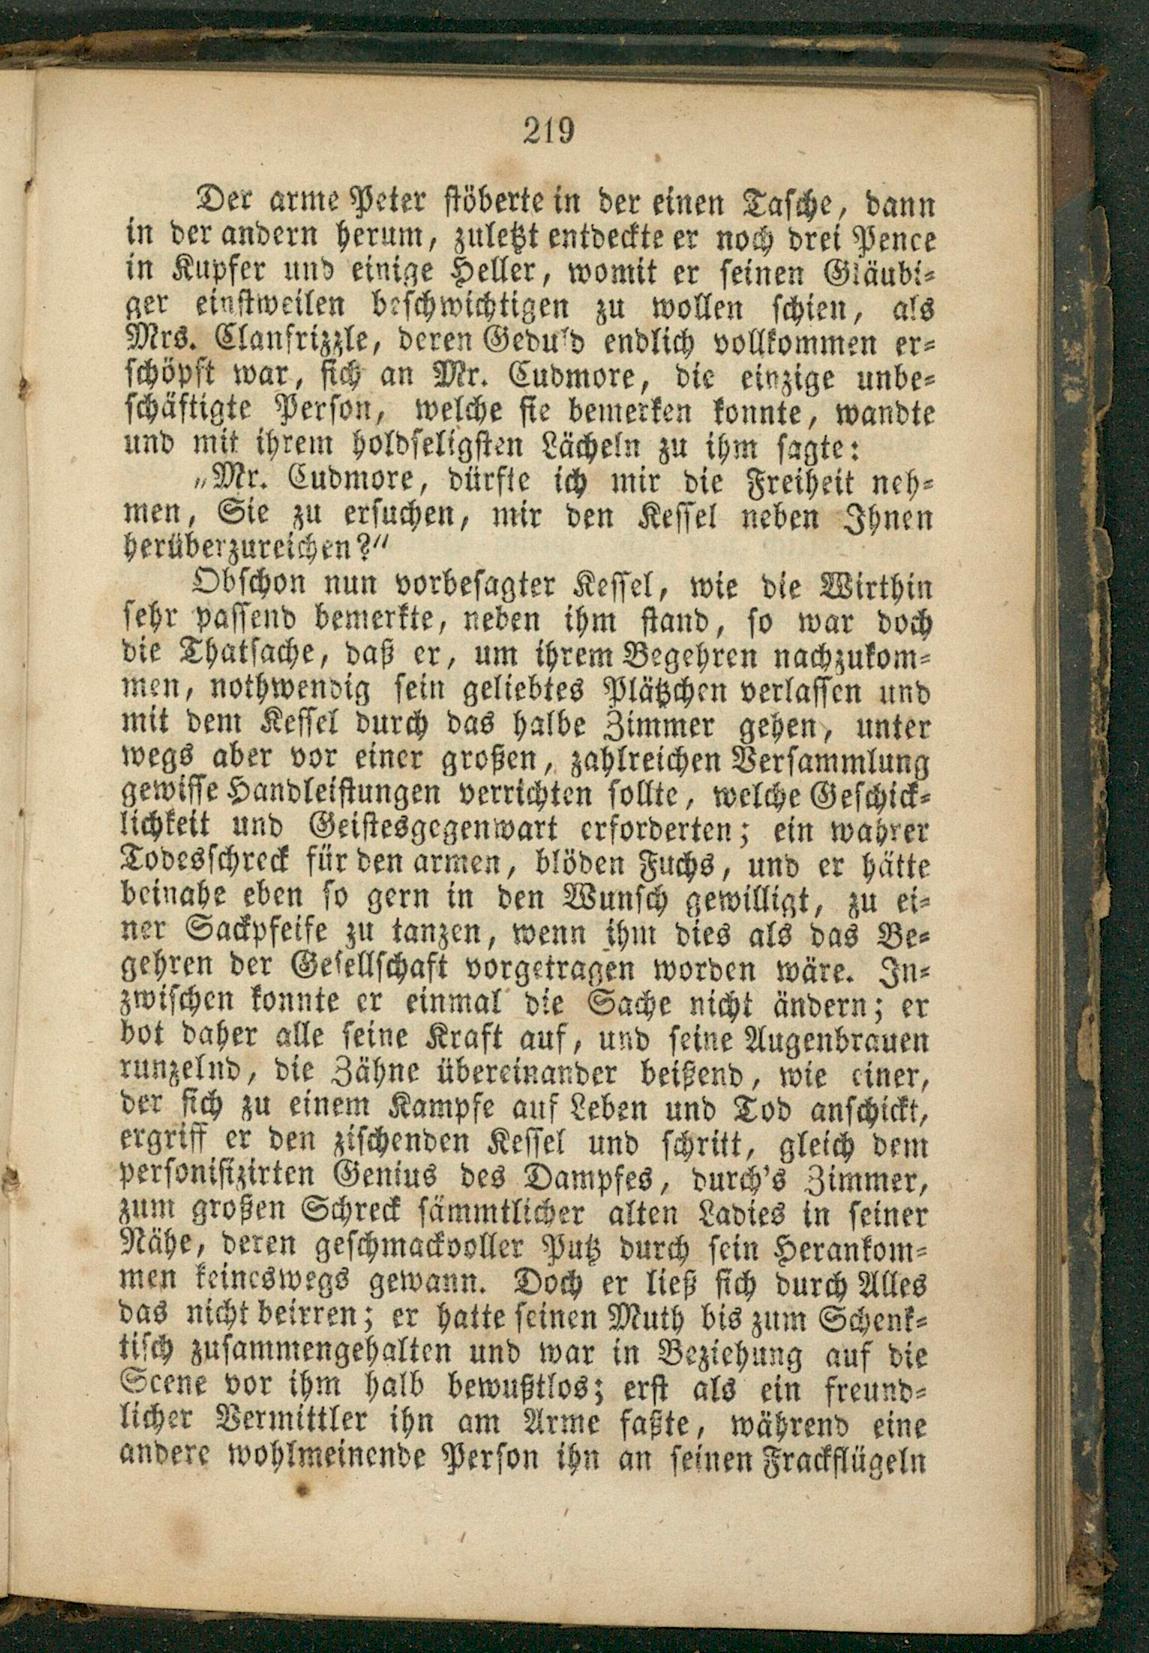 219
Der arme Peter stöberte in der einen Tasche, dann
in der andern herum, zuletzt entdeckte er noch drei Pence
in Kupfer und einige Heller, womit er seinen Gläubi-
ger einstweilen beschwichtigen zu wollen schien, als
Mrs. Clanfrizzle, deren Geduld endlich vollkommen er-
schöpft war, sich an Mr. Cudmore, die einzige unbe-
schäftigte Person, welche sie bemerken konnte, wandte
und mit ihrem holdseligsten Lächeln zu ihm sagte:
„Mr. Cudmore, dürfte ich mir die Freiheit neh-
men, Sie zu ersuchen, mir den Kessel neben Ihnen
herüberzureichen?“
Obschon nun vorbesagter Kessel, wie die Wirthin
sehr passend bemerkte, neben ihm stand, so war doch
die Thatsache, daß er, um ihrem Begehren nachzukom-
men, nothwendig sein geliebtes Plätzchen verlassen und
mit dem Kessel durch das halbe Zimmer gehen, unter
wegs aber vor einer großen, zahlreichen Versammlung
gewisse Handleistungen verrichten sollte, welche Geschick-
lichkeit und Geistesgegenwart erforderten; ein wahrer
Todesschreck für den armen, blöden Fuchs, und er hätte
beinahe eben so gern in den Wunsch gewilligt, zu ei-
ner Sackpfeife zu tanzen, wenn ihm dies als das Be-
gehren der Gesellschaft vorgetragen worden wäre. In-
zwischen konnte er einmal die Sache nicht ändern; er
bot daher alle seine Kraft auf, und seine Augenbrauen
runzelnd, die Zähne übereinander beißend, wie einer,
der sich zu einem Kampfe auf Leben und Tod anschickt,
ergriff er den zischenden Kessel und schritt, gleich dem
personifizirten Genius des Dampfes, durch's Zimmer,
zum großen Schreck sämmtlicher alten Ladies in seiner
Nähe, deren geschmackvoller Putz durch sein Herankom-
men keineswegs gewann. Doch er ließ sich durch Alles
das nicht beirren; er hatte seinen Muth bis zum Schenk-
tisch zusammengehalten und war in Beziehung auf die
Scene vor ihm halb bewußtlos; erst als ein freund-
licher Vermittler ihn am Arme faßte, während eine
andere wohlmeinende Person ihn an seinen Frackflügeln